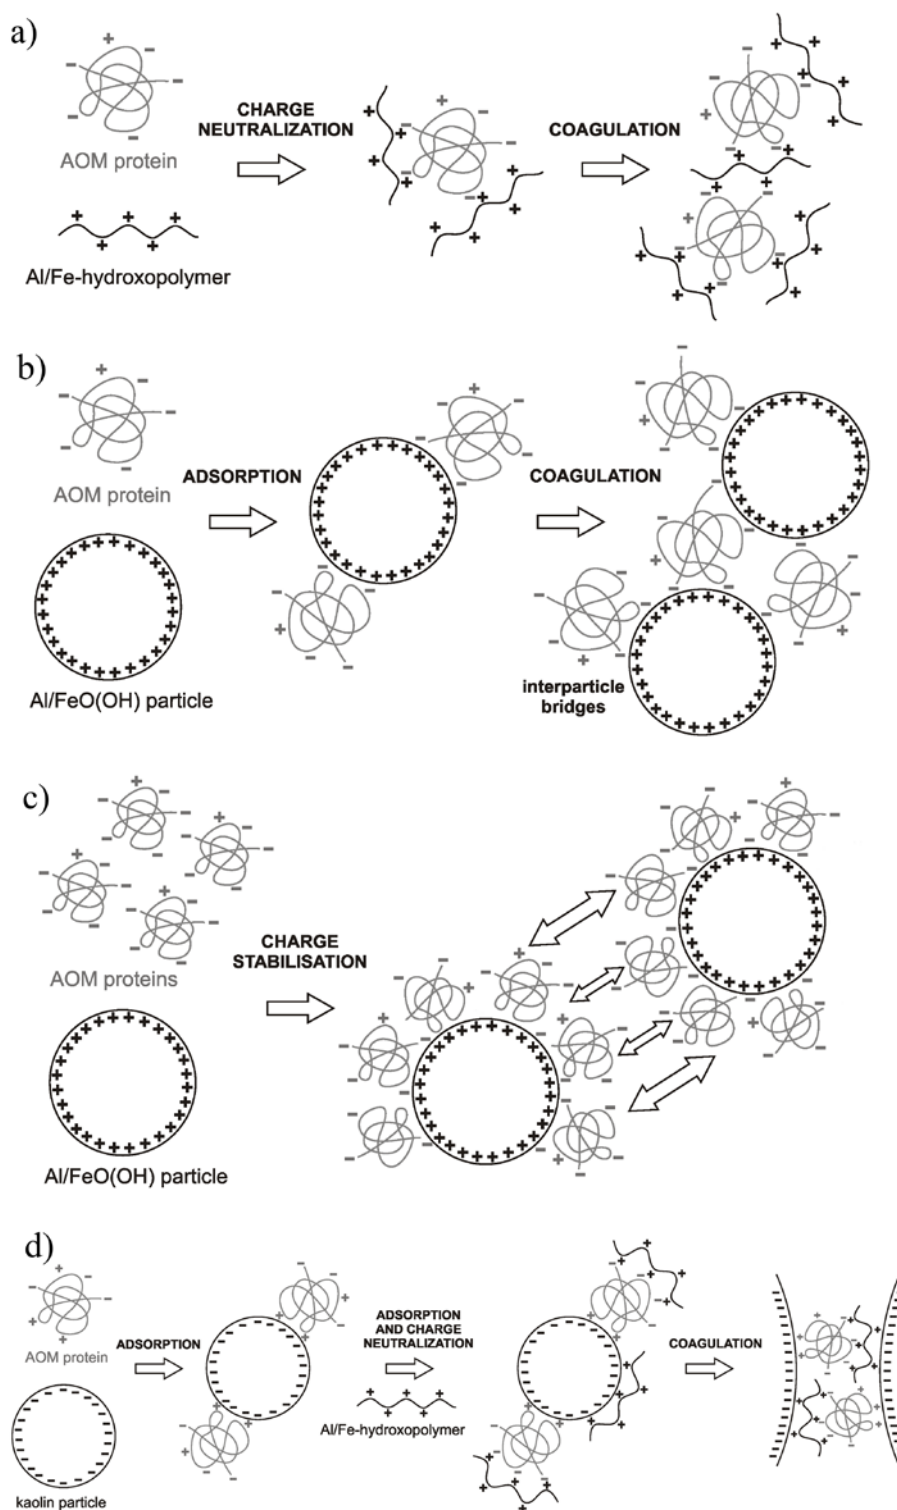 a)
AOM protein
Al/Fe-hydroxopolymer
CHARGE
NEUTRALIZATION
COAGULATION
b)
AOM protein
Al/FeO(OH) particle
ADSORPTION
COAGULATION
interparticle
bridges
c)
AOM proteins
Al/FeO(OH) particle
CHARGE
STABILISATION
d)
AOM protein
kaolin particle
ADSORPTION
ADSORPTION
AND CHARGE
NEUTRALIZATION
Al/Fe-hydroxopolymer
COAGULATION